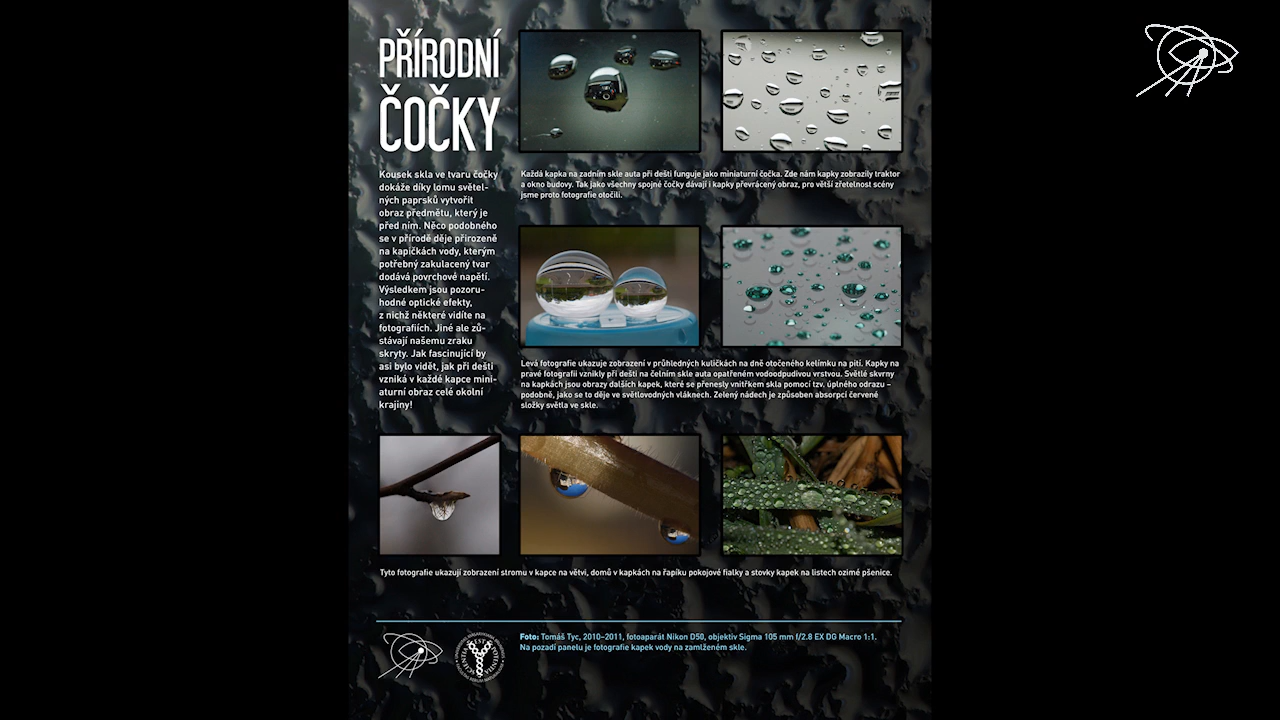 PŘÍRODNÍ
ČOČKY
Kousek skla ve tvaru čočky
dokáže díky lomu světel-
ných paprsků vytvořit
obraz předmětu, který je
před ním. Něco podobného
se v přírodě děje přirozeně
na kapičkách vody, kterým
potřebný zakulacený tvar
dodává povrchové napětí.
Výsledkem jsou pozoru-
hodné optické efekty,
z nichž některé vidíte na
fotografiích. Jiné ale zů-
stávají našemu zraku
skryty. Jak fascinující by
asi bylo vidět, jak při dešti
vzniká v každé kapce mini-
aturní obraz celé okolní
krajiny!
Každá kapka na zadním skle auta při dešti funguje jako miniaturní čočka. Zde nám kapky zobrazily traktor
a okno budovy. Tak jako všechny spojné čočky dávají i kapky převrácený obraz, pro větší zřetelnost scény
jsme proto fotografie otočili.
Levá fotografie ukazuje zobrazení v průhledných kuličkách na dně otočeného kelímku na pití. Kapky na
pravé fotografii vznikly při dešti na čelním skle auta opatřeném vodoodpudivou vrstvou. Světlé skvrny
na kapkách jsou obrazy dalších kapek, které se přenesly vnitřkem skla pomocí tzv. úplného odrazu –
podobně, jako se to děje ve světlovodných vláknech. Zelený nádech je způsoben absorpcí červené
složky světla ve skle.
Tyto fotografie ukazují zobrazení stromu v kapce na větvi, domů v kapkách na řapíku pokojové fialky a stovky kapek na listech ozimé pšenice.
Foto: Tomáš Tyc, 2010–2011, fotoaparát Nikon D50, objektiv Sigma 105 mm f/2.8 EX DG Macro 1:1.
Na pozadí panelu je fotografie kapek vody na zamlženém skle.